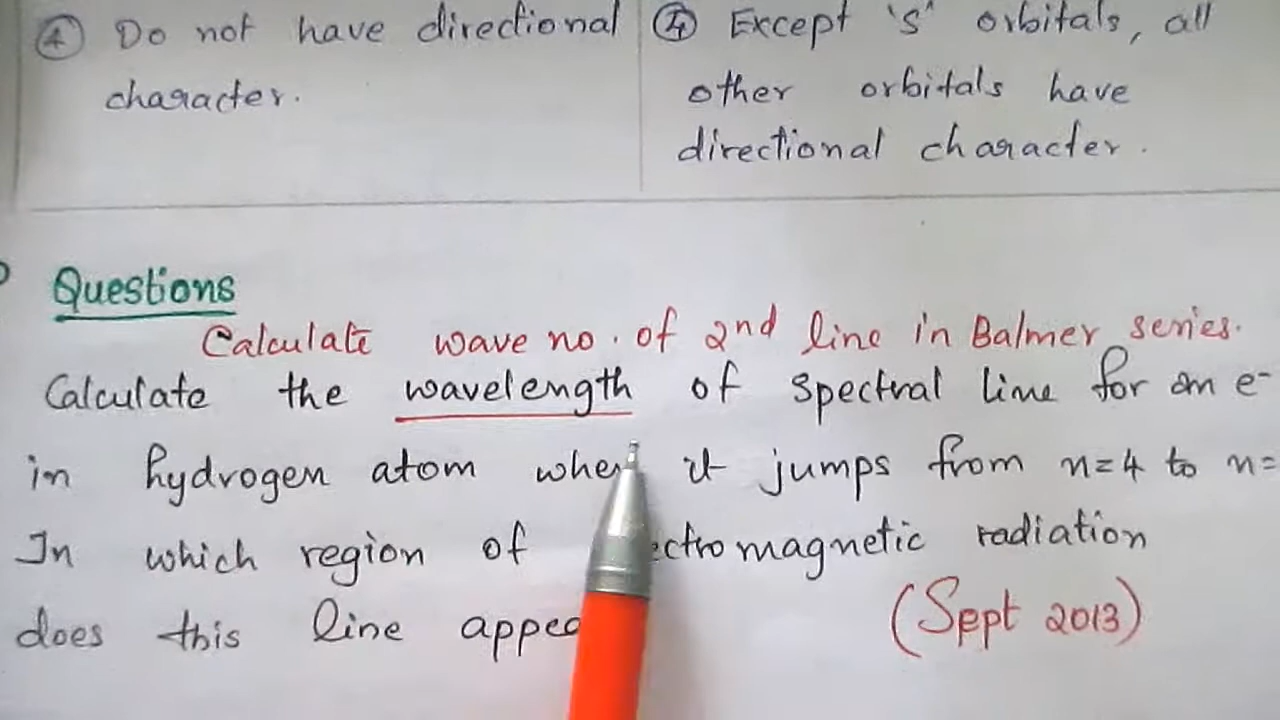 ④ Do not have directional
character.
④ Except 's' orbitals, all
other orbitals have
directional character.
Questions
Calculate wave no. of 2nd line in Balmer series.
Calculate the wavelength of spectral line for an e-
in hydrogen atom when it jumps from n=4 to n=
In which region of magnetic radiation
does this line
(Sept 2013)